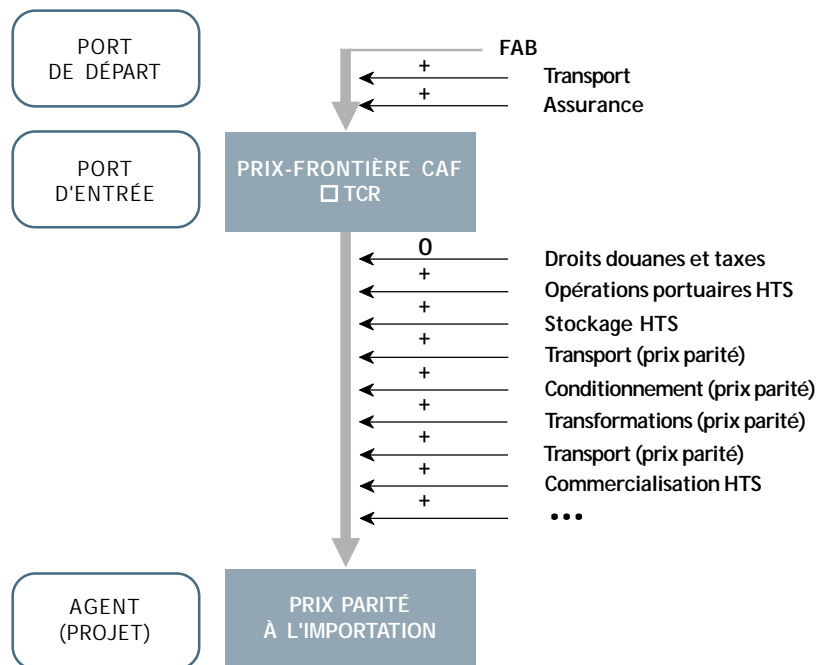 PORT
DE DÉPART
FAB
+
Transport
+
Assurance
PORT
D'ENTRÉE
PRIX-FRONTIÈRE CAF
□ TCR
0
Droits douanes et taxes
+
Opérations portuaires HTS
+
Stockage HTS
+
Transport (prix parité)
+
Conditionnement (prix parité)
+
Transformations (prix parité)
+
Transport (prix parité)
+
Commercialisation HTS
+
•••
AGENT
(PROJET)
PRIX PARITÉ
À L'IMPORTATION